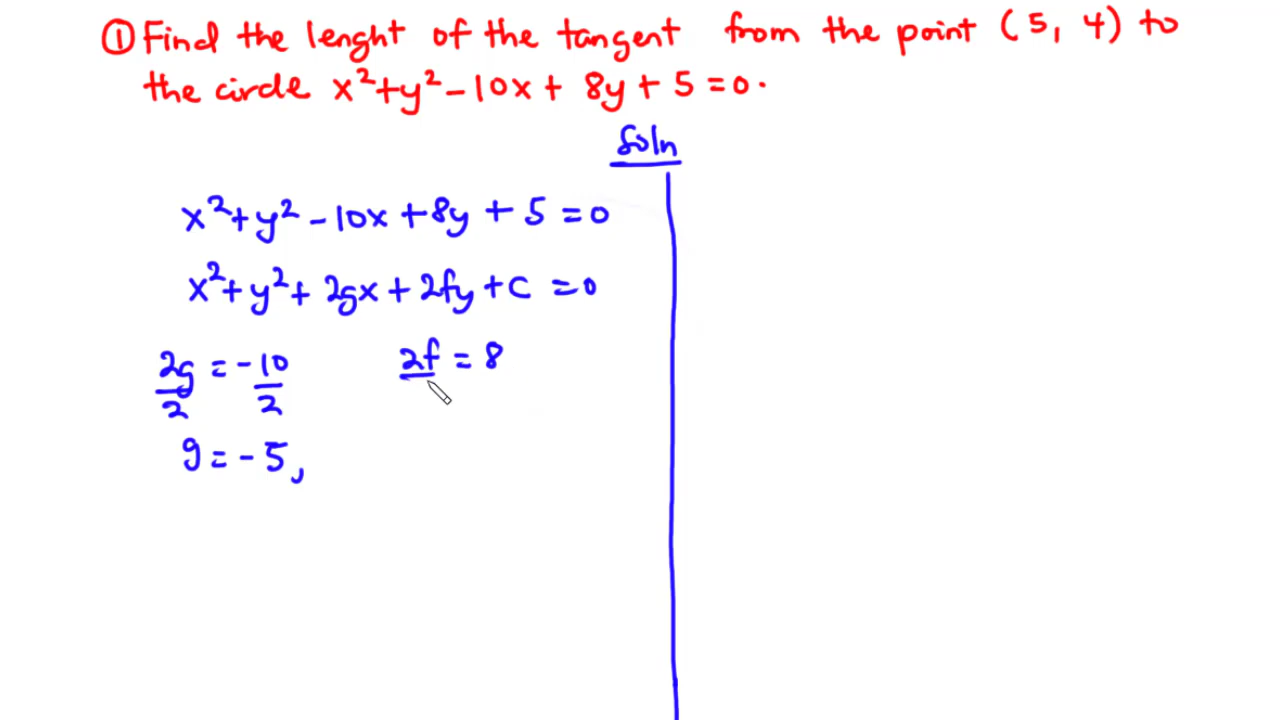 ① Find the lenght of the tangent from the point (5, 4) to
the circle x²+y²-10x+8y+5=0.
Soln
x²+y²-10x+8y+5=0
x²+y²+2gx+2fy+c=0
2g/2 = -10/2
2f = 8
g=-5,